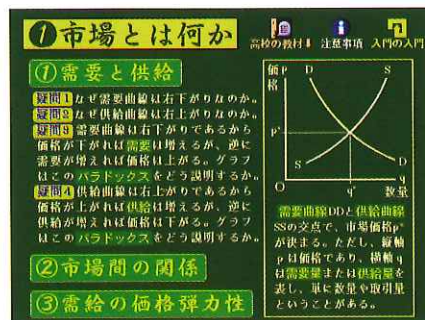 ❶市場とは何か
高校の教材
注意事項
入門の入門
①需要と供給
疑問1 なぜ需要曲線は右下がりなのか。
疑問2 なぜ供給曲線は右上がりなのか。
疑問3 需要曲線は右下がりであるから
価格が下がれば需要は増えるが、逆に
需要が増えれば価格は上がる。グラフ
はこのパラドックスをどう説明するか。
疑問4 供給曲線は右上がりであるから
価格が上がれば供給は増えるが、逆に
供給が増えれば価格は下がる。グラフ
はこのパラドックスをどう説明するか。
②市場間の関係
③需給の価格弾力性
価格 P D S
P*
S D
O q* q
数量
需要曲線DDと供給曲線
SSの交点で、市場価格p*
が決まる。ただし、縦軸
pは価格であり、横軸q
は需要量または供給量を
表し、単に数量や取引量
ということがある。